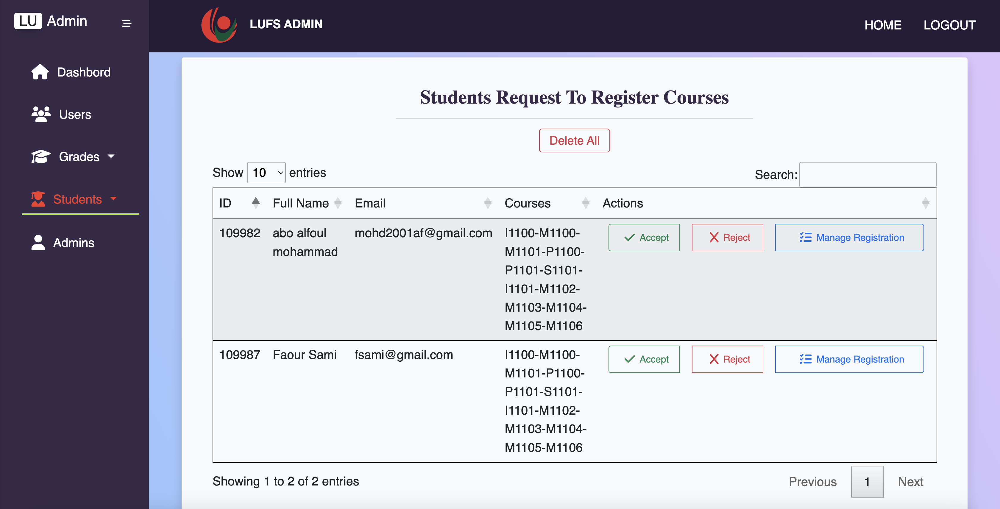 LU Admin
LUFS ADMIN
HOME
LOGOUT
Dashbord
Users
Grades
Students
Admins
Students Request To Register Courses
Delete All
Show 10 entries
Search:
ID Full Name Email Courses Actions
109982 abo alfoul mohd2001af@gmail.com I1100-M1100- Accept Reject Manage Registration
mohammad M1101-P1100-
P1101-S1101-
I1101-M1102-
M1103-M1104-
M1105-M1106
109987 Faour Sami fsami@gmail.com I1100-M1100- Accept Reject Manage Registration
M1101-P1100-
P1101-S1101-
I1101-M1102-
M1103-M1104-
M1105-M1106
Showing 1 to 2 of 2 entries
Previous 1 Next